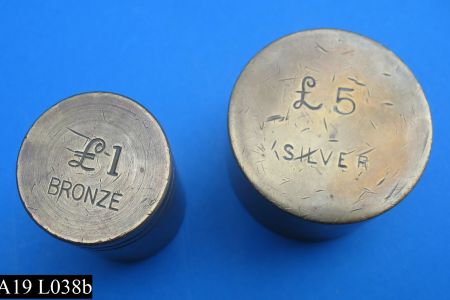 £1
BRONZE
£5
SILVER
A19 L038b